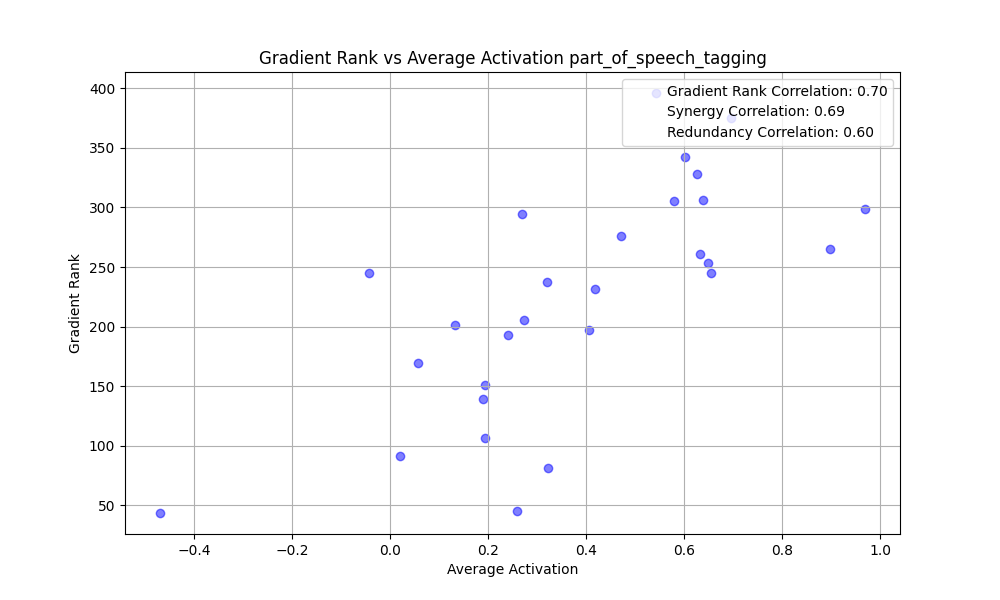 Gradient Rank vs Average Activation part_of_speech_tagging
Gradient Rank Correlation: 0.70
Synergy Correlation: 0.69
Redundancy Correlation: 0.60
Gradient Rank
400
350
300
250
200
150
100
50
−0.4
−0.2
0.0
0.2
0.4
0.6
0.8
1.0
Average Activation